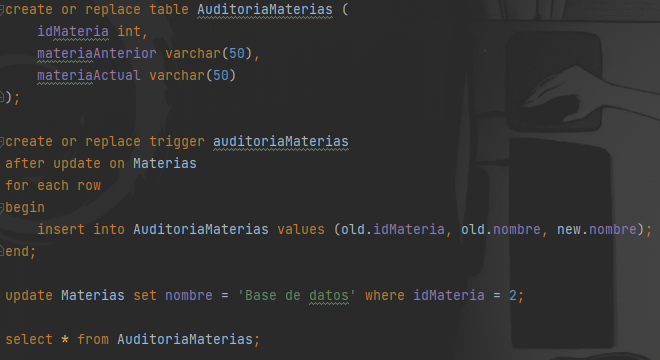 create or replace table AuditoriaMaterias (
    idMateria int,
    materiaAnterior varchar(50),
    materiaActual varchar(50)
);
create or replace trigger auditoriaMaterias
after update on Materias
for each row
begin
    insert into AuditoriaMaterias values (old.idMateria, old.nombre, new.nombre);
end;
update Materias set nombre = 'Base de datos' where idMateria = 2;
select * from AuditoriaMaterias;